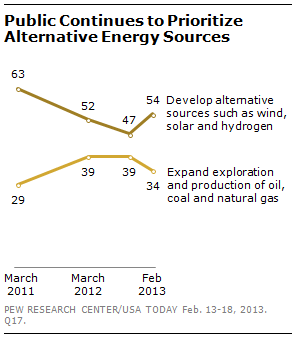 Public Continues to Prioritize
Alternative Energy Sources
63
52
47
54
Develop alternative
sources such as wind,
solar and hydrogen
29
39
39
34
Expand exploration
and production of oil,
coal and natural gas
March
2011
March
2012
Feb
2013
PEW RESEARCH CENTER/USA TODAY Feb. 13-18, 2013.
Q17.